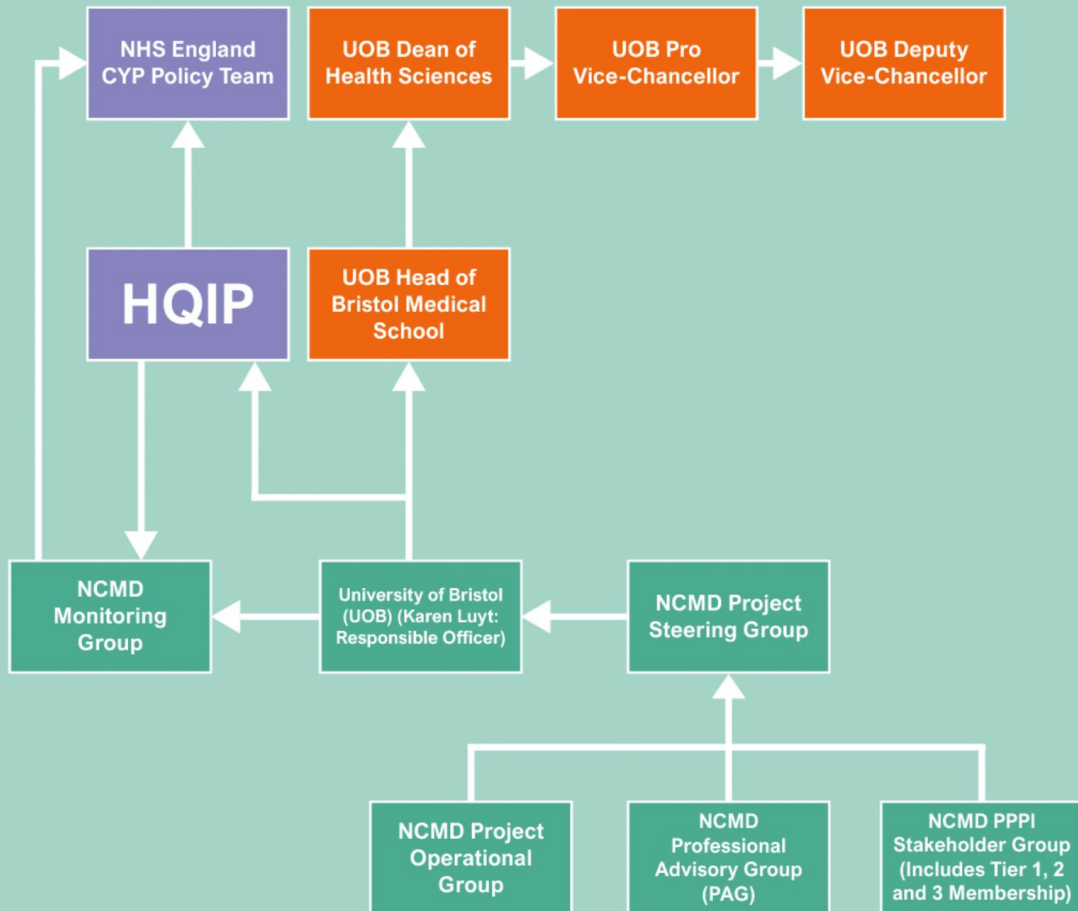 NHS England
CYP Policy Team
UOB Dean of
Health Sciences
UOB Pro
Vice-Chancellor
UOB Deputy
Vice-Chancellor
HQIP
UOB Head of
Bristol Medical
School
NCMD
Monitoring
Group
University of Bristol
(UOB) (Karen Luyt:
Responsible Officer)
NCMD Project
Steering Group
NCMD Project
Operational
Group
NCMD
Professional
Advisory Group
(PAG)
NCMD PPPI
Stakeholder Group
(Includes Tier 1, 2
and 3 Membership)